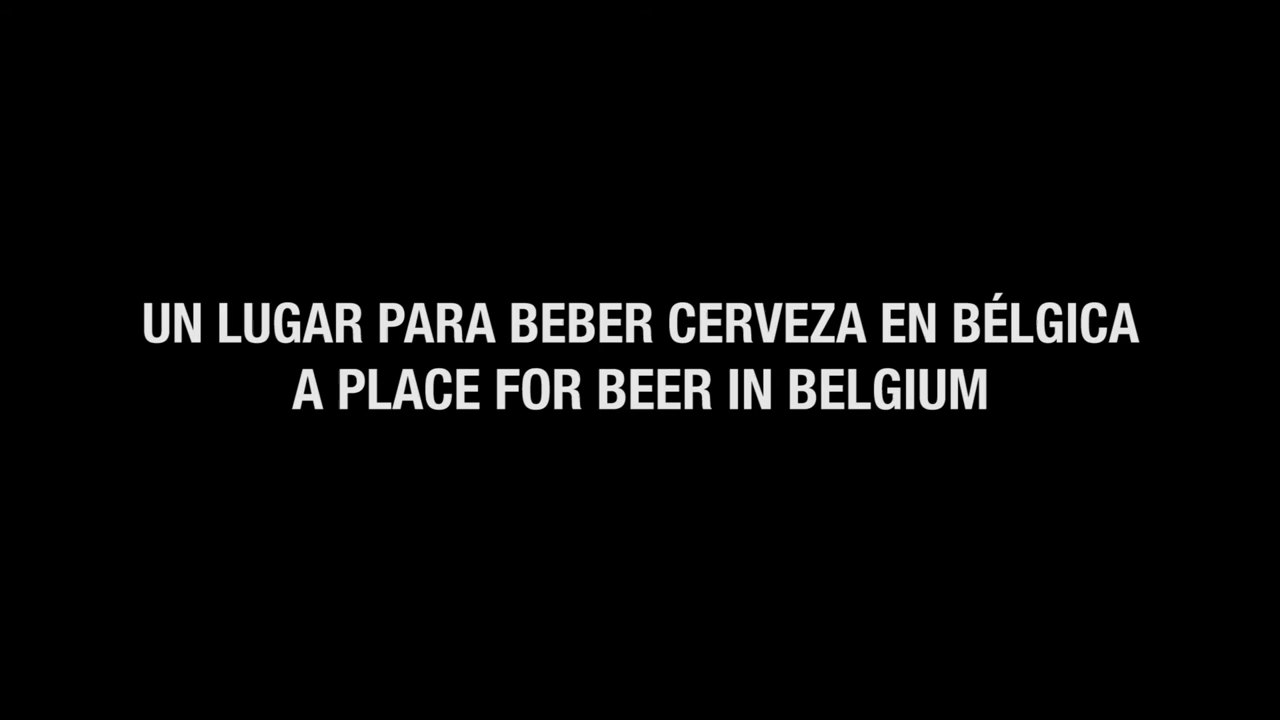 UN LUGAR PARA BEBER CERVEZA EN BÉLGICA
A PLACE FOR BEER IN BELGIUM